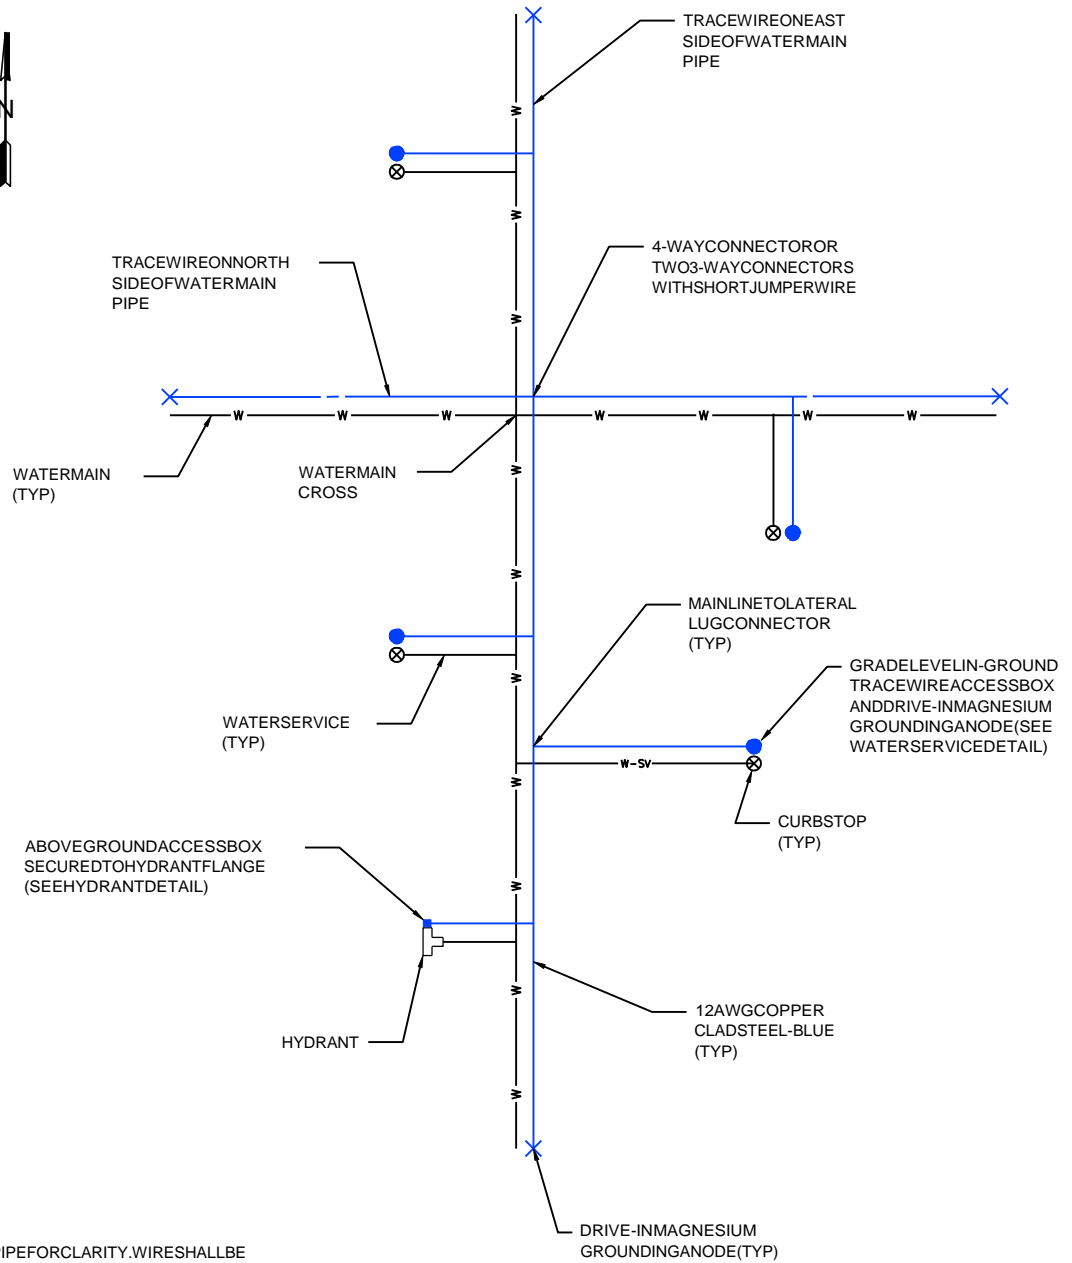 TRACEWIREONEAST
SIDEOFWATERMAIN
PIPE
N
W
W
4-WAYCONNECTOROR
TWO3-WAYCONNECTORS
WITHSHORTJUMPERWIRE
TRACEWIREONNORTH
SIDEOFWATERMAIN
PIPE
W
W W W W W W W
WATERMAIN
(TYP)
WATERMAIN
CROSS
W
W
MAINLINETOLATERAL
LUGCONNECTOR
(TYP)
GRADELEVELIN-GROUND
TRACEWIREACCESSBOX
ANDDRIVE-INMAGNESIUM
GROUNDINGANODE(SEE
WATERSERVICEDETAIL)
W
WATERSERVICE
(TYP)
W-SV
W
CURBSTOP
(TYP)
ABOVEGROUNDACCESSBOX
SECUREDTOHYDRANTFLANGE
(SEEHYDRANTDETAIL)
W
W
12AWGCOPPER
CLADSTEEL-BLUE
(TYP)
HYDRANT
W
DRIVE-INMAGNESIUM
GROUNDINGANODE(TYP)
IPEFORCLARITY.WIRESHALLBE